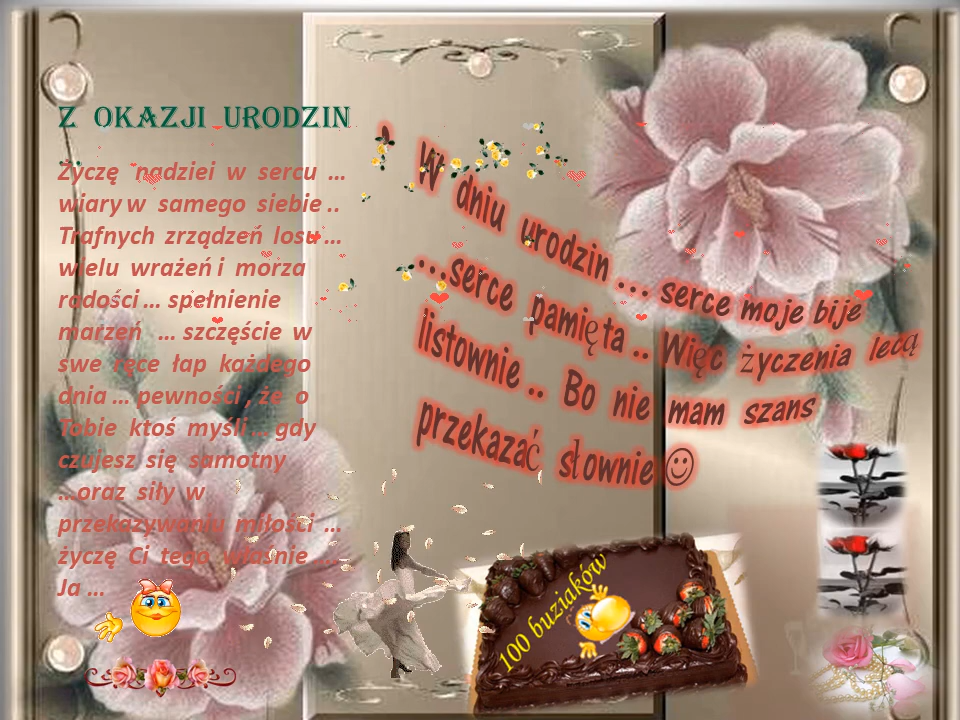 Z OKAZJI URODZIN
Życzę nadziei w sercu ...
wiary w samego siebie ..
Trafnych zrządzeń losu ...
wielu wrażeń i morza
radości ... spełnienie
marzeń ... szczęście w
swe ręce łap każdego
dnia ... pewności , że o
Tobie ktoś myśli ... gdy
czujesz się samotny
...oraz siły w
przekazywaniu miłości ...
życzę Ci tego właśnie ....
Ja ...
W dniu urodzin ... serce moje bije
...serce pamięta .. Więc życzenia lecą
listownie .. Bo nie mam szans
przekazać słownie ☺
100 buziaków